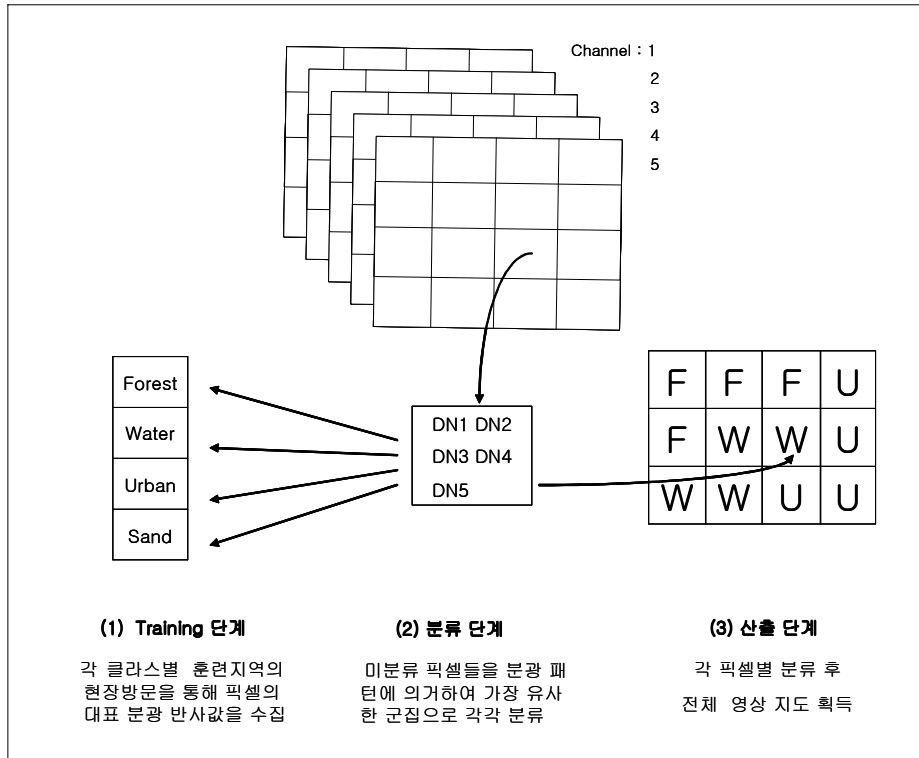 Channel : 1
2
3
4
5
Forest
Water
Urban
Sand
DN1 DN2
DN3 DN4
DN5
F F F U
F W W U
W W U U
(1) Training 단계
각 클라스별 훈련지역의
현장방문을 통해 픽셀의
대표 분광 반사값을 수집
(2) 분류 단계
미분류 픽셀들을 분광 패
턴에 의거하여 가장 유사
한 군집으로 각각 분류
(3) 산출 단계
각 픽셀별 분류 후
전체 영상 지도 획득